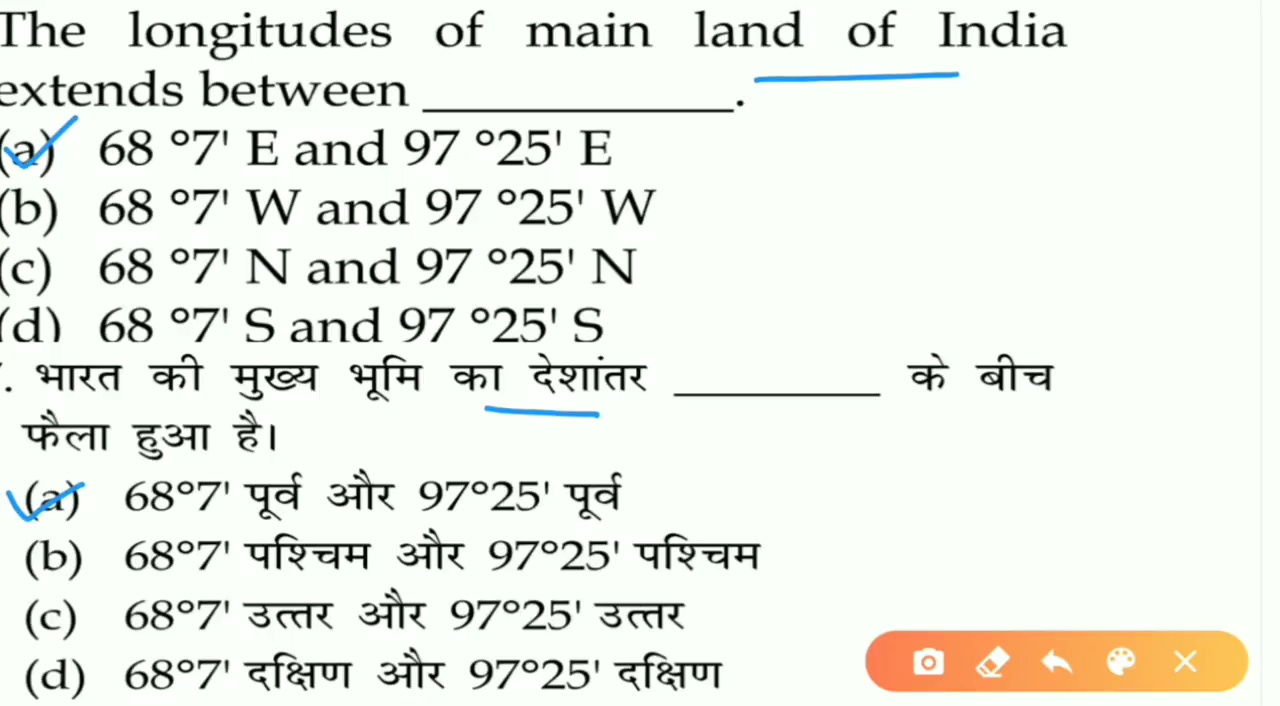 The longitudes of main land of India
extends between ____________.
(a) 68 °7' E and 97 °25' E
(b) 68 °7' W and 97 °25' W
(c) 68 °7' N and 97 °25' N
(d) 68 °7' S and 97 °25' S
. भारत की मुख्य भूमि का देशांतर ________ के बीच
फैला हुआ है।
(a) 68°7' पूर्व और 97°25' पूर्व
(b) 68°7' पश्चिम और 97°25' पश्चिम
(c) 68°7' उत्तर और 97°25' उत्तर
(d) 68°7' दक्षिण और 97°25' दक्षिण